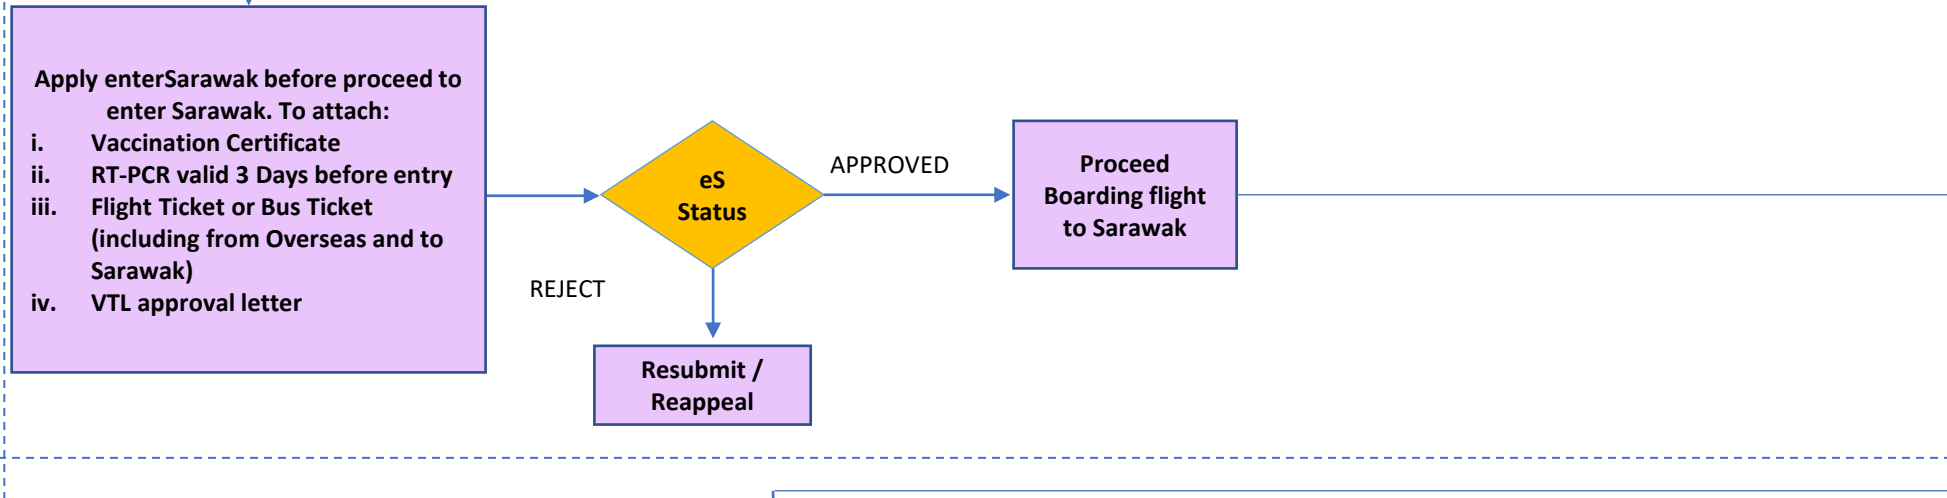 Apply enterSarawak before proceed to
enter Sarawak. To attach:
i. Vaccination Certificate
ii. RT-PCR valid 3 Days before entry
iii. Flight Ticket or Bus Ticket
(including from Overseas and to
Sarawak)
iv. VTL approval letter
eS
Status
APPROVED
REJECT
Proceed
Boarding flight
to Sarawak
Resubmit /
Reappeal